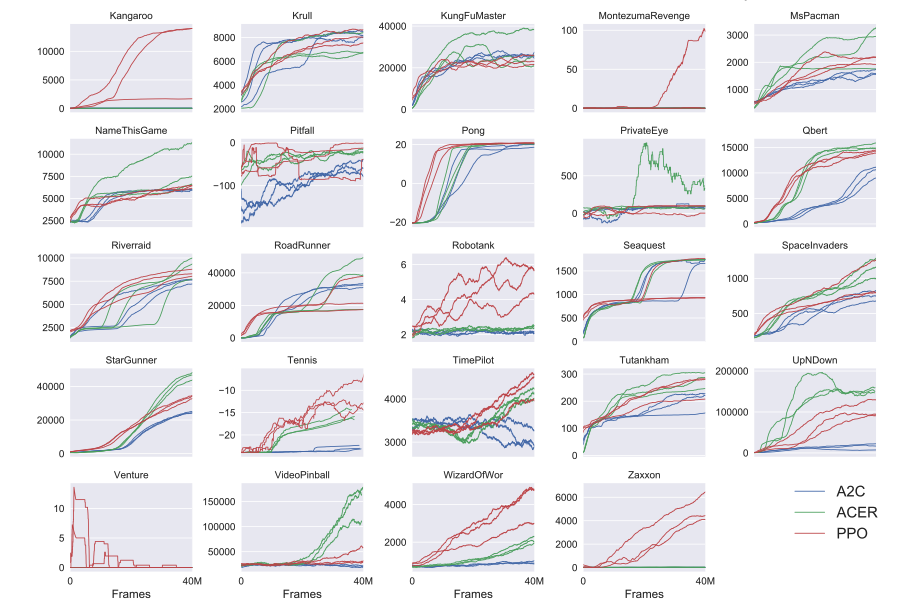 Kangaroo Krull KungFuMaster MontezumaRevenge MsPacman
10000 5000 0
8000 6000 4000 2000
40000 20000 0
100 50 0
3000 2000 1000
NameThisGame Pitfall Pong PrivateEye Qbert
10000 7500 5000 2500
0 −100
20 0 −20
500 0
15000 10000 5000 0
Riverraid RoadRunner Robotank Seaquest SpaceInvaders
10000 7500 5000 2500
40000 20000 0
6 4 2
1500 1000 500 0
1000 500
StarGunner Tennis TimePilot Tutankham UpNDown
40000 20000 0
−10 −15 −20
4000 3000
300 200 100 0
200000 100000 0
Venture VideoPinball WizardOfWor Zaxxon
10 5 0
150000 100000 50000
4000 2000
6000 4000 2000 0
0 40M 0 40M 0 40M 0 40M
Frames Frames Frames Frames
A2C
ACER
PPO